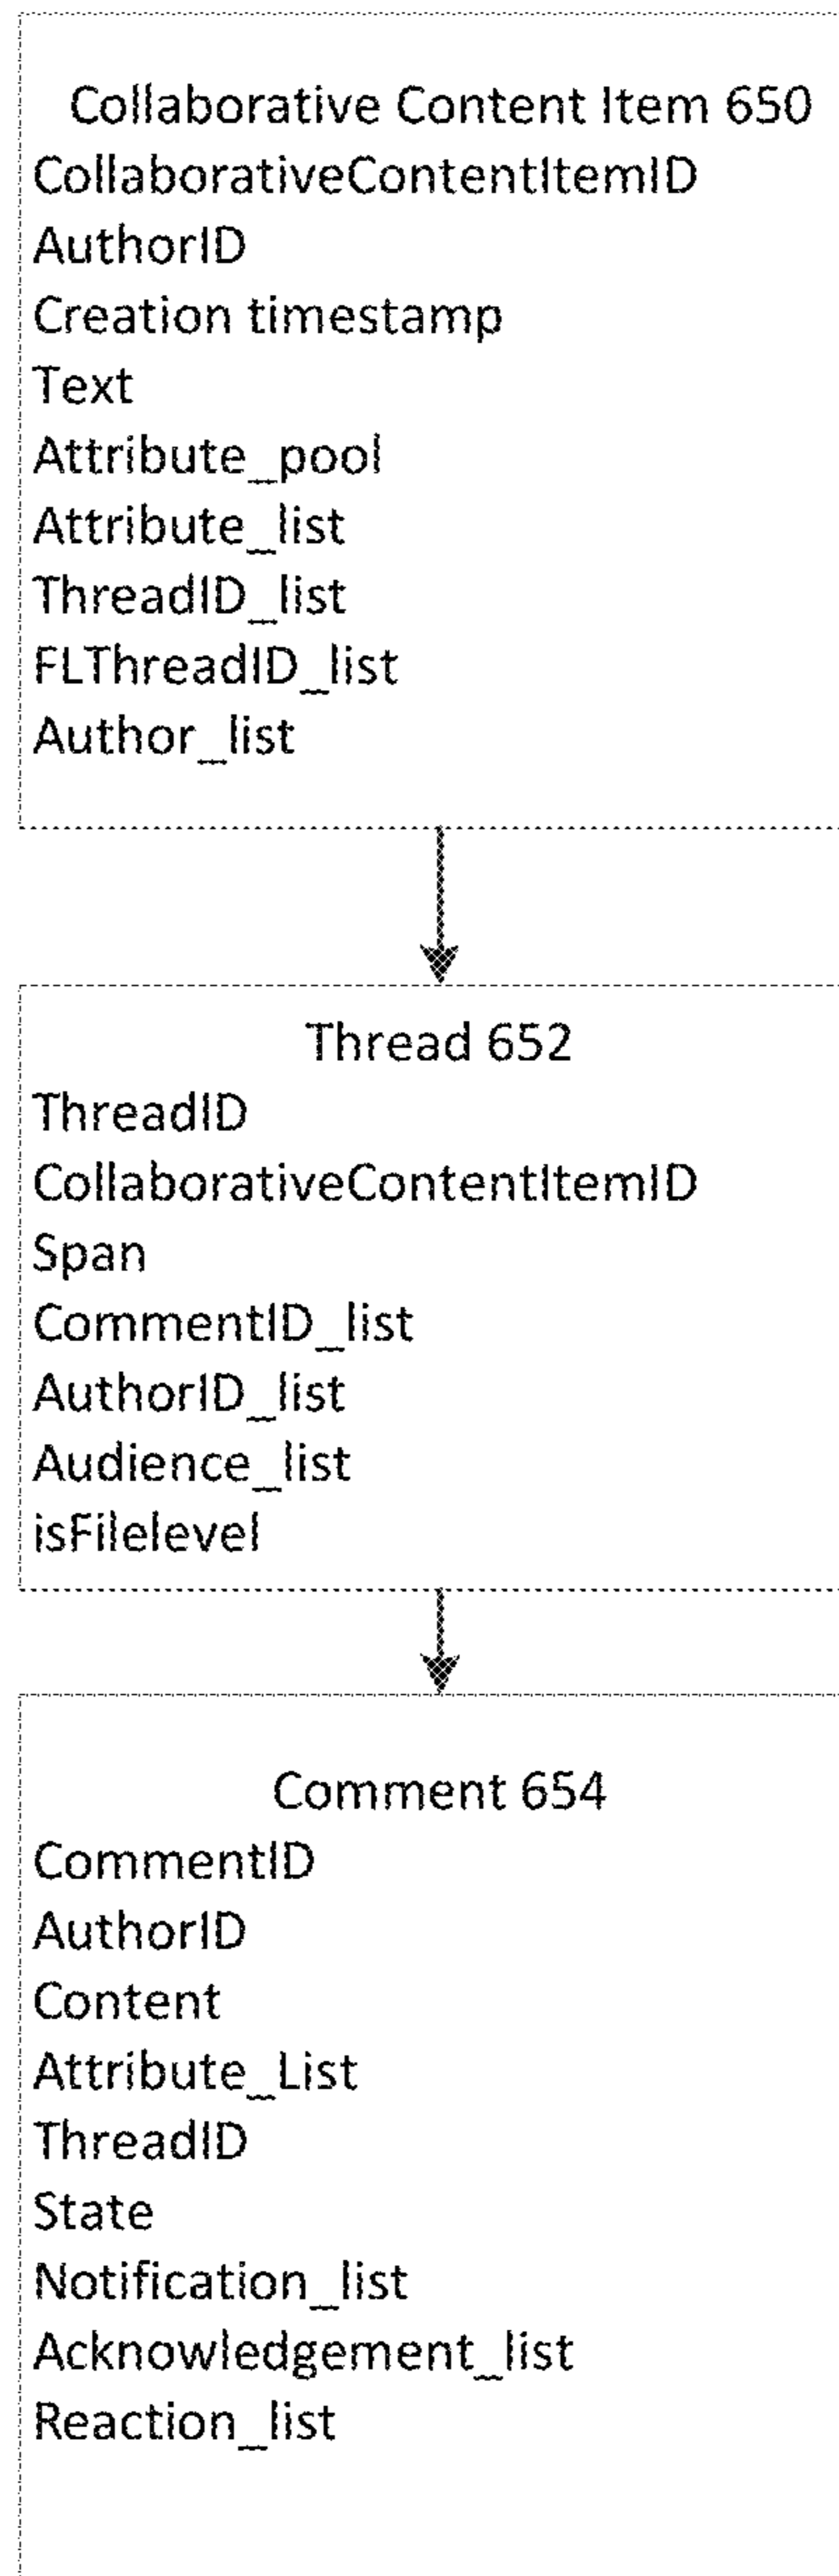 Collaborative Content Item 650
CollaborativeContentItemID
AuthorID
Creation timestamp
Text
Attribute_pool
Attribute_list
ThreadID_list
FLThreadID_list
Author_list
Thread 652
ThreadID
CollaborativeContentItemID
Span
CommentID_list
AuthorID_list
Audience_list
isFilelevel
Comment 654
CommentID
AuthorID
Content
Attribute_List
ThreadID
State
Notification_list
Acknowledgement_list
Reaction_list